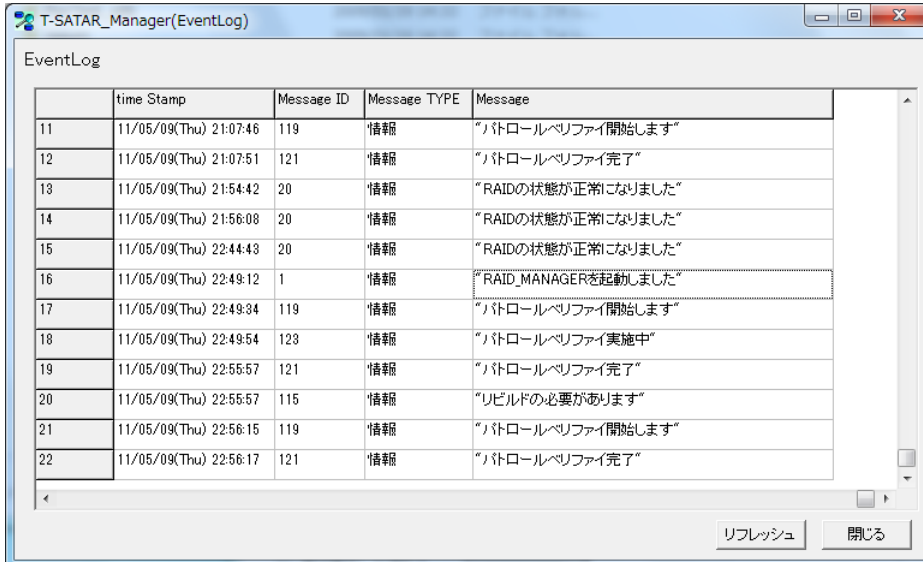 T-SATAR_Manager(EventLog)
EventLog
time Stamp Message ID Message TYPE Message
11 11/05/09(Thu) 21:07:46 119 情報 "パトロールベリファイ開始します"
12 11/05/09(Thu) 21:07:51 121 情報 "パトロールベリファイ完了"
13 11/05/09(Thu) 21:54:42 20 情報 "RAIDの状態が正常になりました"
14 11/05/09(Thu) 21:56:08 20 情報 "RAIDの状態が正常になりました"
15 11/05/09(Thu) 22:44:43 20 情報 "RAIDの状態が正常になりました"
16 11/05/09(Thu) 22:49:12 1 情報 "RAID_MANAGERを起動しました"
17 11/05/09(Thu) 22:49:34 119 情報 "パトロールベリファイ開始します"
18 11/05/09(Thu) 22:49:54 123 情報 "パトロールベリファイ実施中"
19 11/05/09(Thu) 22:55:57 121 情報 "パトロールベリファイ完了"
20 11/05/09(Thu) 22:55:57 115 情報 "リビルドの必要があります"
21 11/05/09(Thu) 22:56:15 119 情報 "パトロールベリファイ開始します"
22 11/05/09(Thu) 22:56:17 121 情報 "パトロールベリファイ完了"
リフレッシュ 閉じる